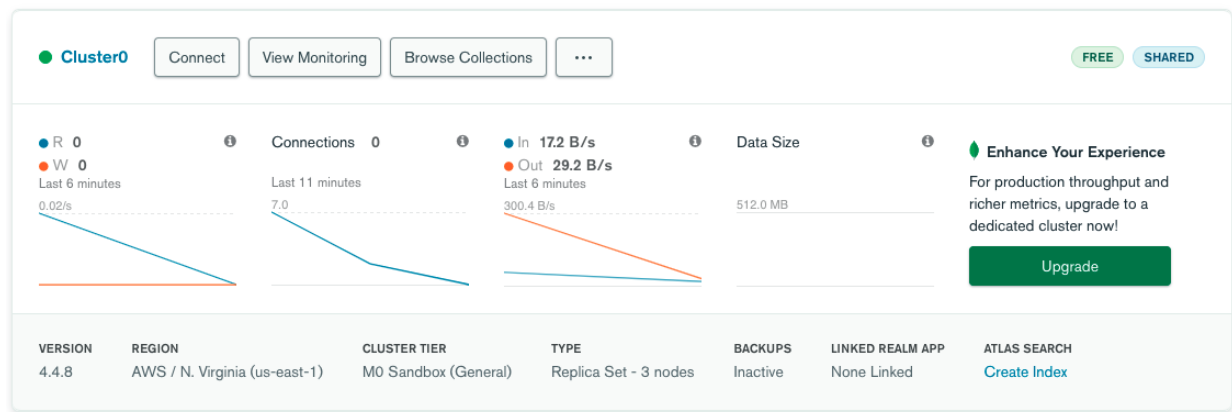 Cluster0
Connect
View Monitoring
Browse Collections
...
FREE
SHARED
R 0
W 0
Last 6 minutes
0.02/s
Connections 0
Last 11 minutes
7.0
In 17.2 B/s
Out 29.2 B/s
Last 6 minutes
300.4 B/s
Data Size
512.0 MB
Enhance Your Experience
For production throughput and
richer metrics, upgrade to a
dedicated cluster now!
Upgrade
VERSION
4.4.8
REGION
AWS / N. Virginia (us-east-1)
CLUSTER TIER
M0 Sandbox (General)
TYPE
Replica Set - 3 nodes
BACKUPS
Inactive
LINKED REALM APP
None Linked
ATLAS SEARCH
Create Index